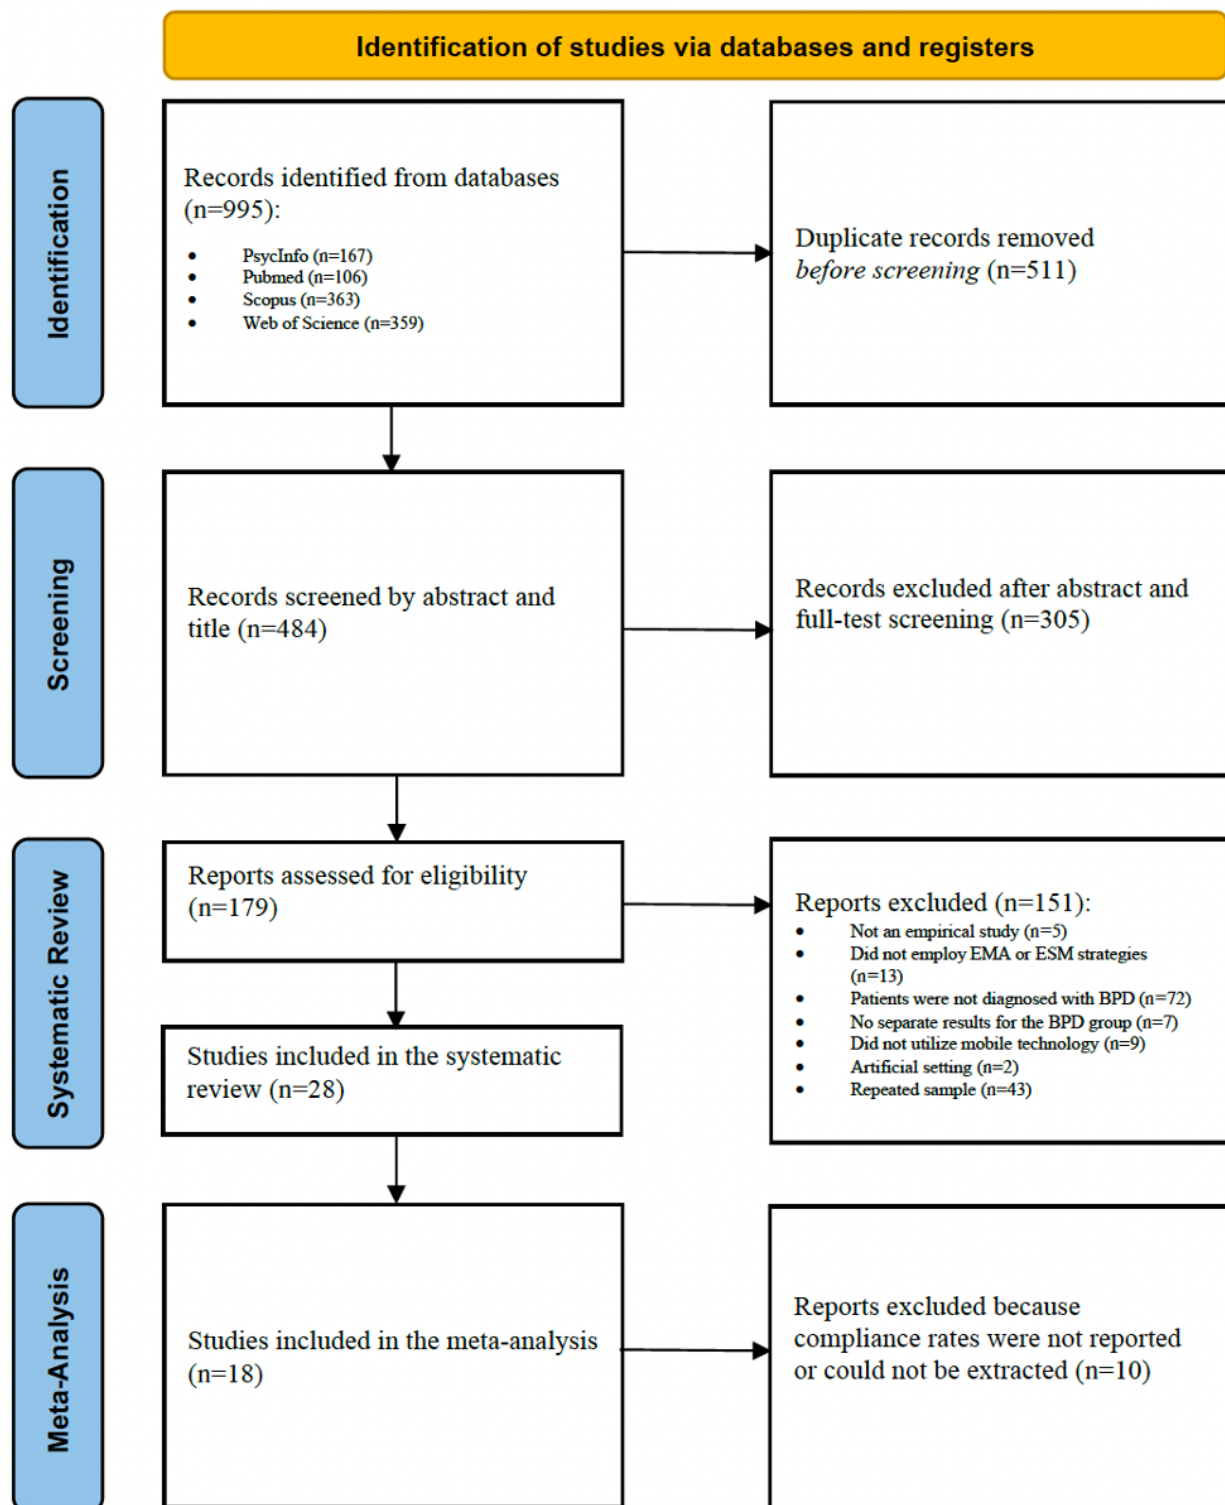 Identification of studies via databases and registers
Identification
Records identified from databases
(n=995):
• PsycInfo (n=167)
• Pubmed (n=106)
• Scopus (n=363)
• Web of Science (n=359)
Duplicate records removed
before screening (n=511)
Screening
Records screened by abstract and
title (n=484)
Records excluded after abstract and
full-test screening (n=305)
Systematic Review
Reports assessed for eligibility
(n=179)
Reports excluded (n=151):
• Not an empirical study (n=5)
• Did not employ EMA or ESM strategies
(n=13)
• Patients were not diagnosed with BPD (n=72)
• No separate results for the BPD group (n=7)
• Did not utilize mobile technology (n=9)
• Artificial setting (n=2)
• Repeated sample (n=43)
Studies included in the systematic
review (n=28)
Meta-Analysis
Studies included in the meta-analysis
(n=18)
Reports excluded because
compliance rates were not reported
or could not be extracted (n=10)